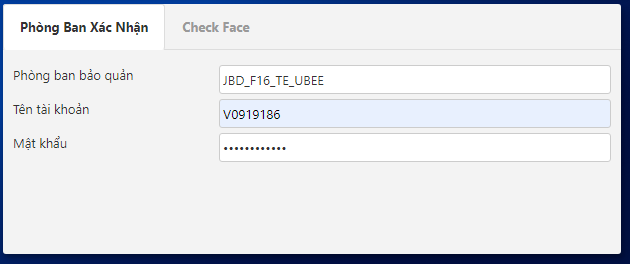 Phòng Ban Xác Nhận Check Face
Phòng ban bảo quản JBD_F16_TE_UBEE
Tên tài khoản V0919186
Mật khẩu ••••••••••••